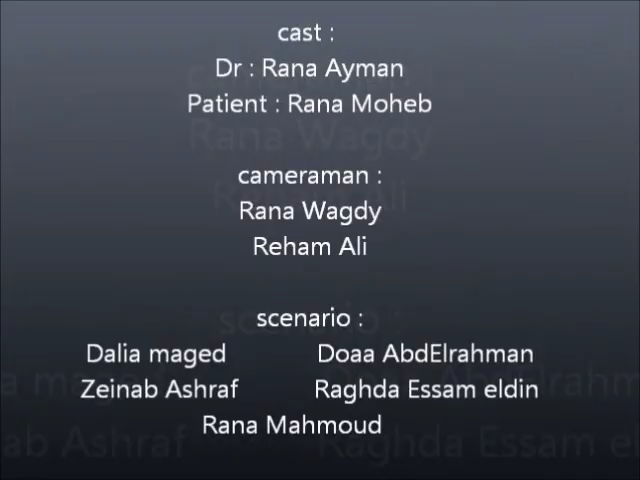 cast :
Dr : Rana Ayman
Patient : Rana Moheb
cameraman :
Rana Wagdy
Reham Ali
scenario :
Dalia maged Doaa AbdElrahman
Zeinab Ashraf Raghda Essam eldin
Rana Mahmoud